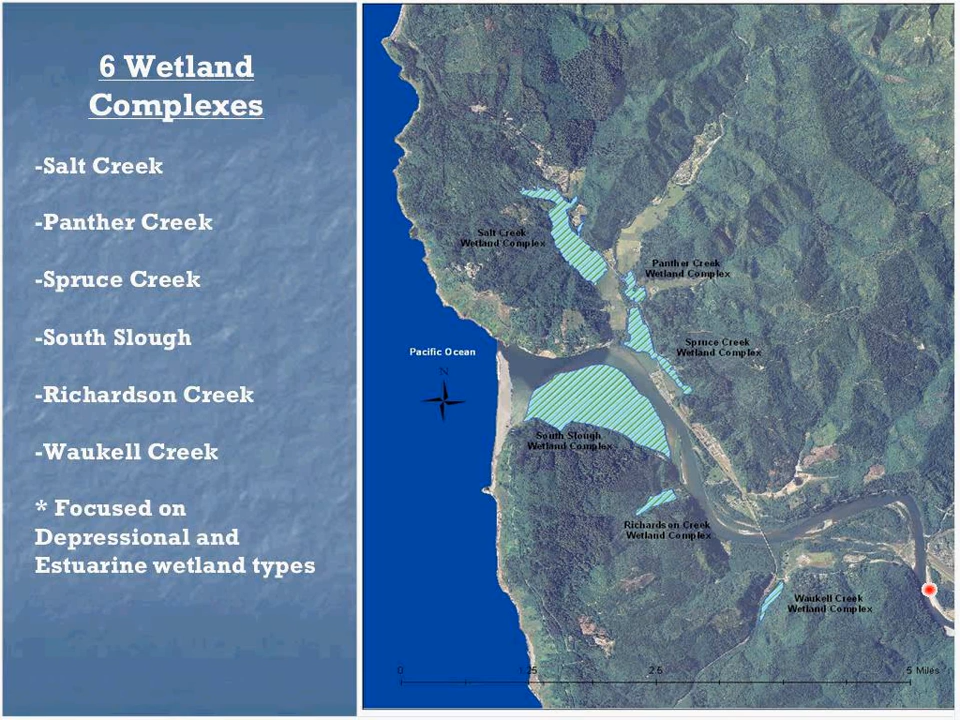 6 Wetland
Complexes
-Salt Creek
-Panther Creek
-Spruce Creek
-South Slough
-Richardson Creek
-Waukell Creek
* Focused on
Depressional and
Estuarine wetland types
Salt Creek
Wetland Complex
Panther Creek
Wetland Complex
Spruce Creek
Wetland Complex
Pacific Ocean
N
South Slough
Wetland Complex
Richardson Creek
Wetland Complex
Waukell Creek
Wetland Complex
0 1.25 2.5 5 Miles